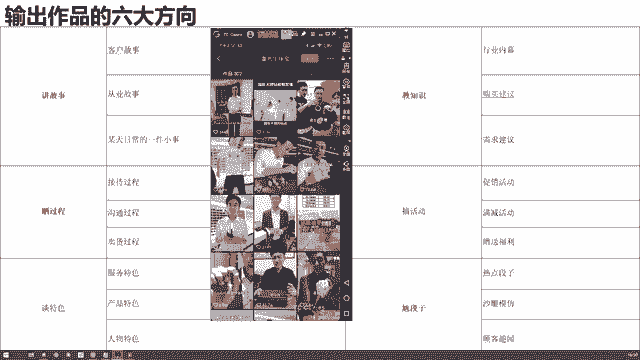 输出作品的六大方向
讲故事
客户故事
从业故事
某天日常的一件小事
晒过程
接待过程
沟通过程
卖货过程
谈特色
服务特色
产品特色
人物特色
教知识
行业内幕
购买建议
需求建议
搞活动
促销活动
满减活动
赠送福利
拍段子
热点段子
沙雕模仿
顾客趣闻